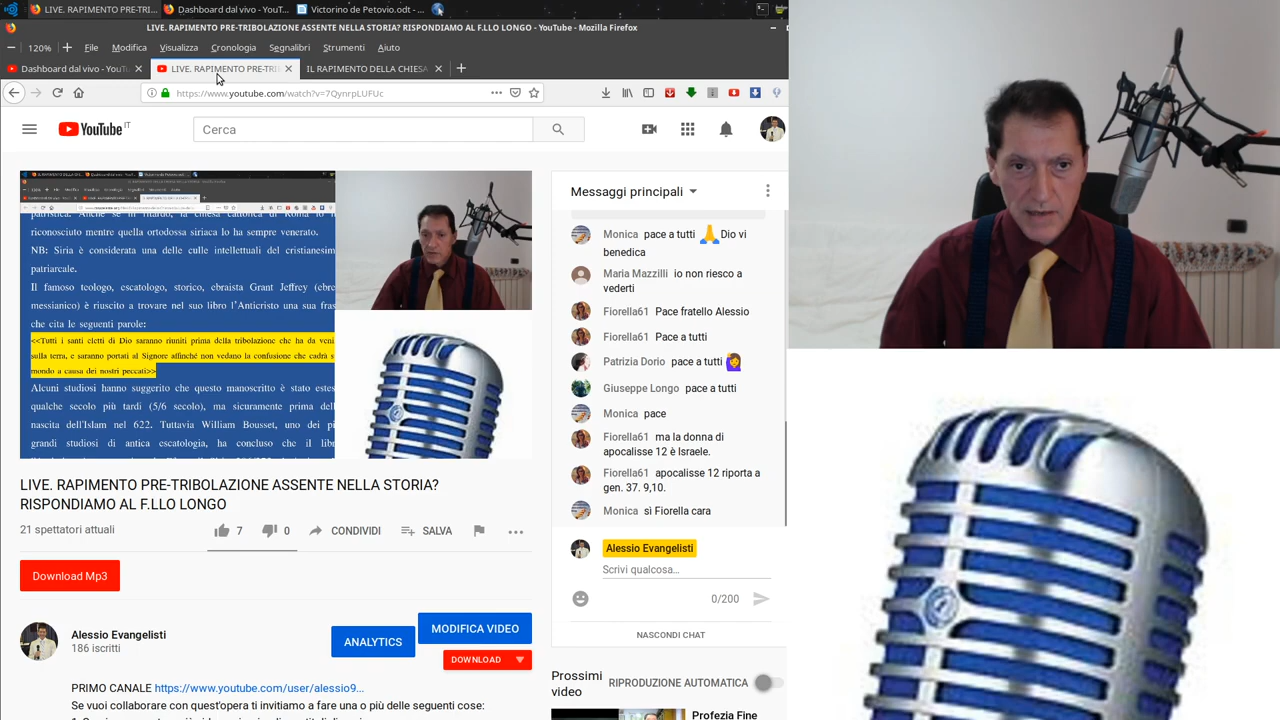 LIVE. RAPIMENTO PRE-TRI...
Dashboard dal vivo - YouT...
Victorino de Petovio.odt - ...
LIVE. RAPIMENTO PRE-TRIBOLAZIONE ASSENTE NELLA STORIA? RISPONDIAMO AL F.LLO LONGO - YouTube - Mozilla Firefox
120%
File Modifica Visualizza Cronologia Segnalibri Strumenti Aiuto
Dashboard dal vivo - YouTu
LIVE. RAPIMENTO PRE-TRI
IL RAPIMENTO DELLA CHIESA
https://www.youtube.com/watch?v=7QynrpLUFUc
YouTube IT
Cerca
riconosciuto mentre quella ortodossa siriaca lo ha sempre venerato.
NB: Siria è considerata una delle culle intellettuali del cristianesim
patriarcale.
Il famoso teologo, escatologo, storico, ebraista Grant Jeffrey (ebre
messianico) è riuscito a trovare nel suo libro l'Anticristo una sua fras
che cita le seguenti parole:
<<Tutti i santi eletti di Dio saranno riuniti prima della tribolazione che ha da veni
sulla terra, e saranno portati al Signore affinché non vedano la confusione che cadrà s
mondo a causa dei nostri peccati>>
Alcuni studiosi hanno suggerito che questo manoscritto è stato estes
qualche secolo più tardi (5/6 secolo), ma sicuramente prima dell
nascita dell'Islam nel 622. Tuttavia William Bousset, uno dei pi
grandi studiosi di antica escatologia, ha concluso che il libr
LIVE. RAPIMENTO PRE-TRIBOLAZIONE ASSENTE NELLA STORIA?
RISPONDIAMO AL F.LLO LONGO
21 spettatori attuali
7
0
CONDIVIDI
SALVA
Download Mp3
Alessio Evangelisti
186 iscritti
ANALYTICS
MODIFICA VIDEO
DOWNLOAD
PRIMO CANALE https://www.youtube.com/user/alessio9...
Se vuoi collaborare con quest'opera ti invitiamo a fare una o più delle seguenti cose:
Messaggi principali
Monica pace a tutti Dio vi
benedica
Maria Mazzilli io non riesco a
vederti
Fiorella61 Pace fratello Alessio
Fiorella61 Pace a tutti
Patrizia Dorio pace a tutti
Giuseppe Longo pace a tutti
Monica pace
Fiorella61 ma la donna di
apocalisse 12 è Israele.
Fiorella61 apocalisse 12 riporta a
gen. 37. 9,10.
Monica sì Fiorella cara
Alessio Evangelisti
Scrivi qualcosa...
0/200
NASCONDI CHAT
Prossimi
video
RIPRODUZIONE AUTOMATICA
Profezia Fine